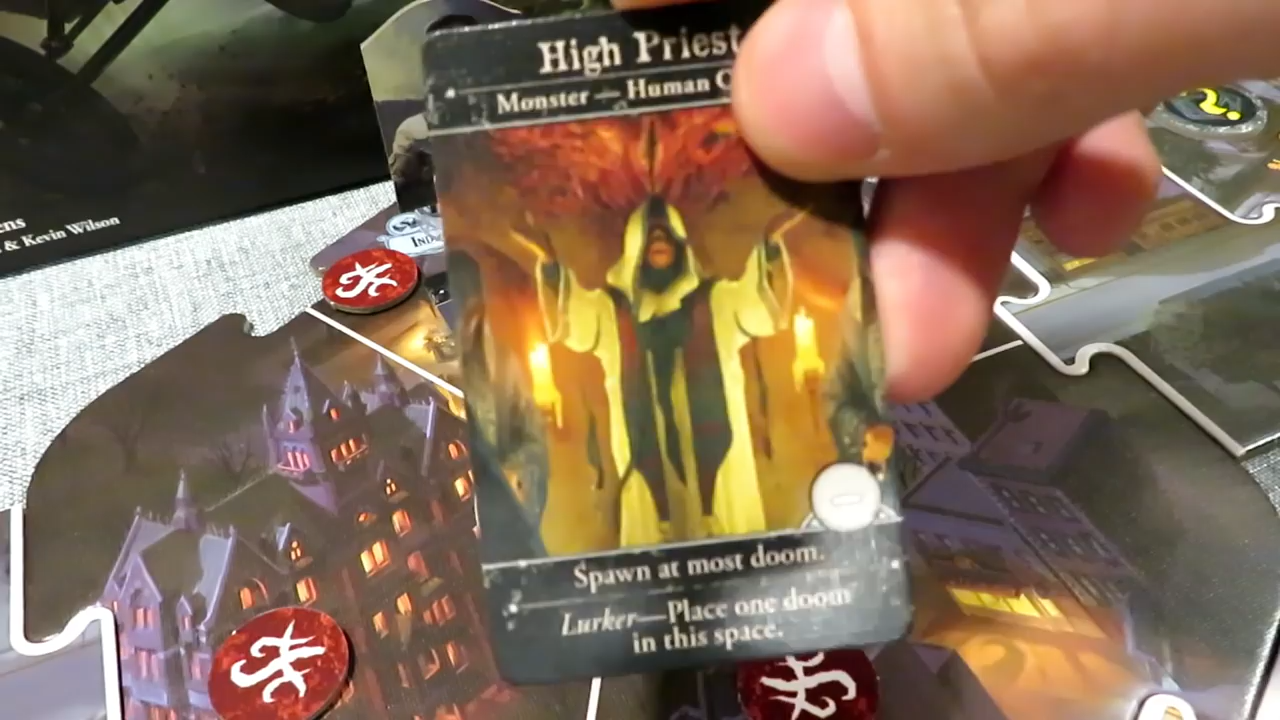 High Priest
Monster — Human
Spawn at most doom.
Lurker—Place one doom
in this space.
& Kevin Wilson